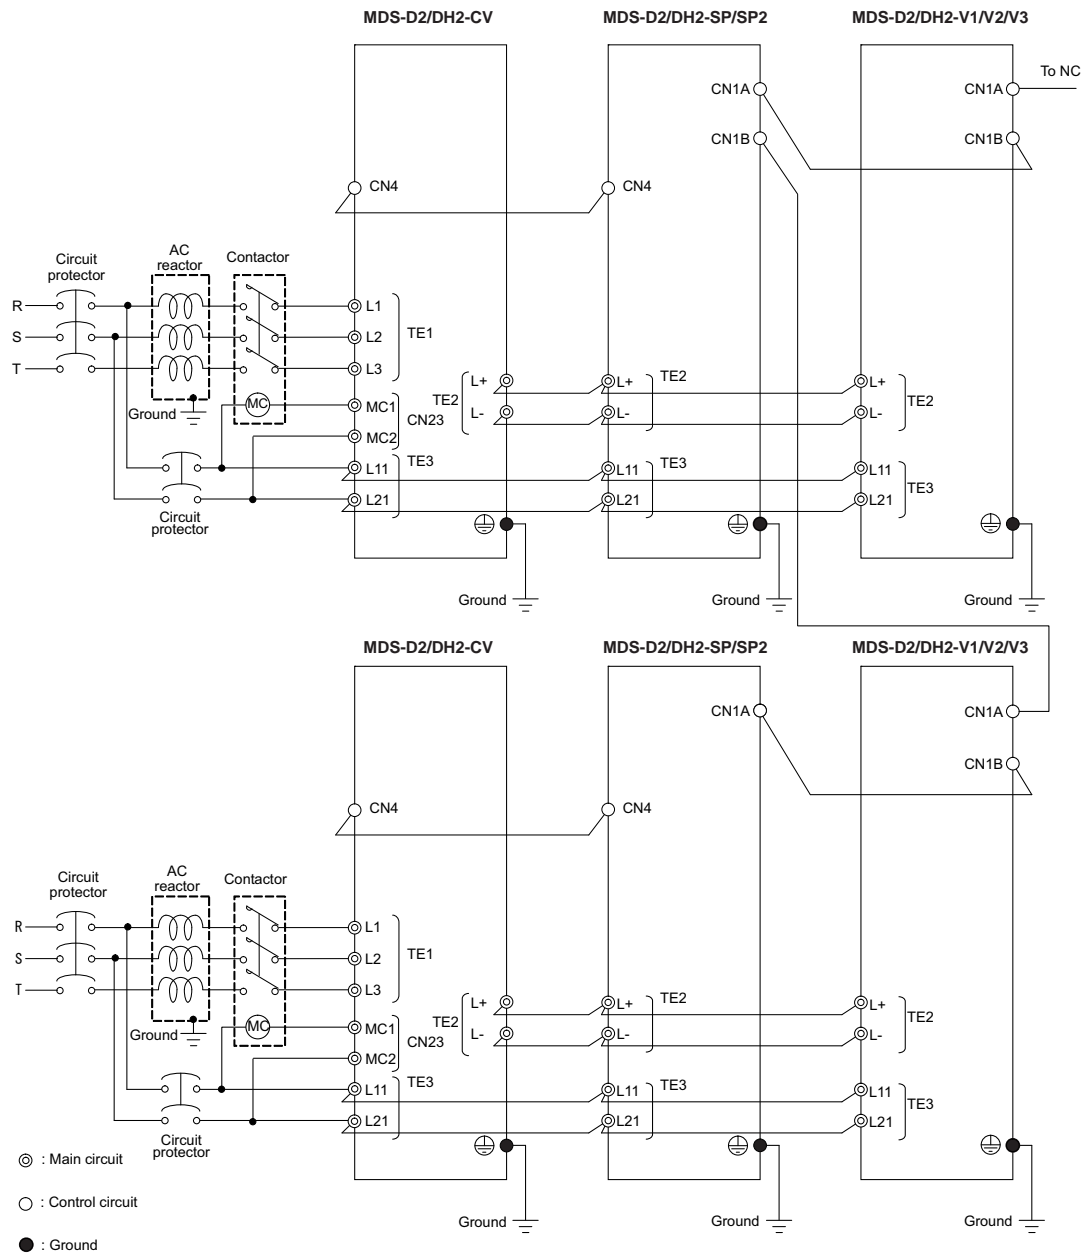 MDS-D2/DH2-CV
MDS-D2/DH2-SP/SP2
MDS-D2/DH2-V1/V2/V3
CN1A
CN1A
To NC
CN1B
CN1B
CN4
CN4
Circuit
protector
AC
reactor
Contactor
R
S
T
L1
L2
L3
TE1
Ground
MC
MC1
MC2
CN23
TE2
L+
L-
L+
L-
TE2
L+
L-
TE2
L11
L21
TE3
L11
L21
TE3
L11
L21
TE3
Circuit
protector
Ground
Ground
Ground
MDS-D2/DH2-CV
MDS-D2/DH2-SP/SP2
MDS-D2/DH2-V1/V2/V3
CN1A
CN1A
CN1B
CN4
CN4
Circuit
protector
AC
reactor
Contactor
R
S
T
L1
L2
L3
TE1
Ground
MC
MC1
MC2
CN23
TE2
L+
L-
L+
L-
TE2
L+
L-
TE2
L11
L21
TE3
L11
L21
TE3
L11
L21
TE3
Circuit
protector
Ground
Ground
Ground
: Main circuit
: Control circuit
: Ground